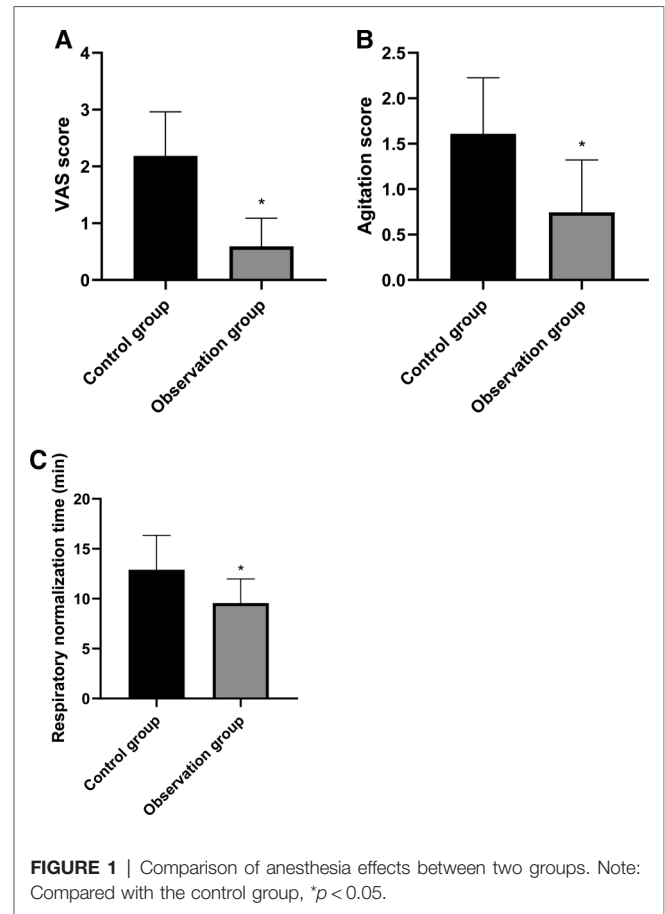 A
VAS score
4
3
2
1
0
Control group
Observation group
*
B
Agitation score
2.5
2.0
1.5
1.0
0.5
0.0
Control group
Observation group
*
C
Respiratory normalization time (min)
20
15
10
5
0
Control group
Observation group
*
FIGURE 1 | Comparison of anesthesia effects between two groups. Note:
Compared with the control group, *p < 0.05.